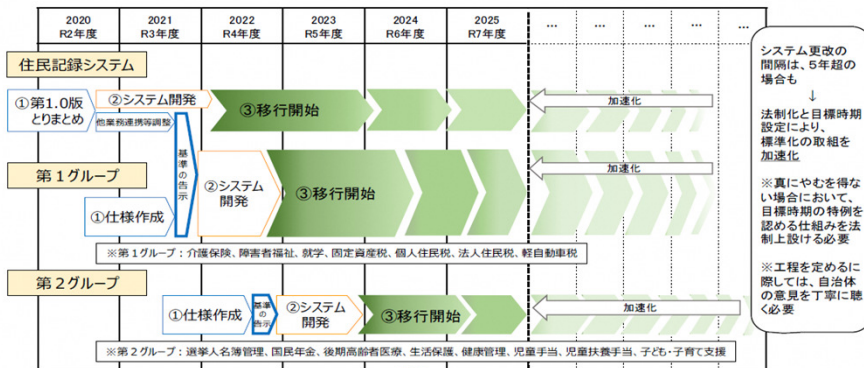 2020 2021 2022 2023 2024 2025 … … … … …
R2年度 R3年度 R4年度 R5年度 R6年度 R7年度
住民記録システム
①第1.0版
とりまとめ
②システム開発
他業務連携等調整
③移行開始
加速化
基準の告示
第1グループ
①仕様作成
②システム
開発
③移行開始
加速化
※第1グループ:介護保険、障害者福祉、就学、固定資産税、個人住民税、法人住民税、軽自動車税
第2グループ
①仕様作成
基準の告示
②システム
開発
③移行開始
加速化
※第2グループ:選挙人名簿管理、国民年金、後期高齢者医療、生活保護、健康管理、児童手当、児童扶養手当、子ども・子育て支援
システム更改の
間隔は、5年超の
場合も
↓
法制化と目標時期
設定により、
標準化の取組を
加速化
※真にやむを得な
い場合において、
目標時期の特例を
認める仕組みを法
制上設ける必要
※工程を定めるに
際しては、自治体
の意見を丁寧に聴
く必要